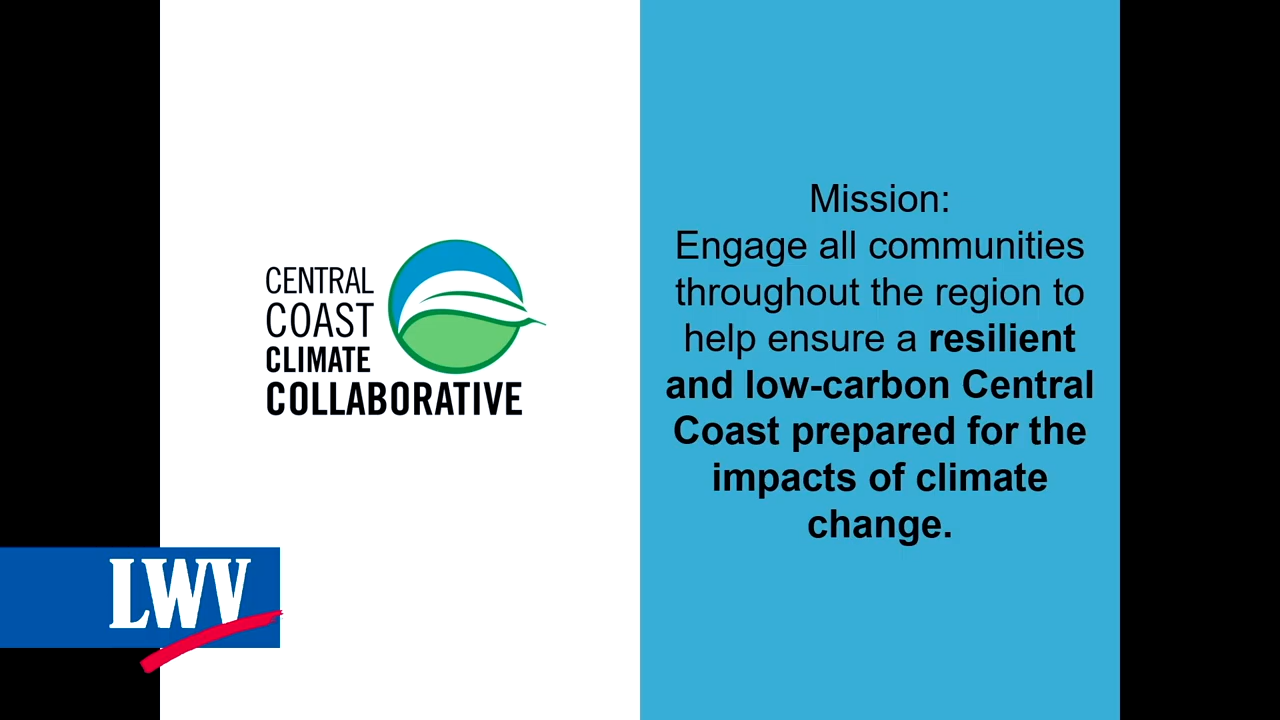 CENTRAL
COAST
CLIMATE
COLLABORATIVE
Mission:
Engage all communities
throughout the region to
help ensure a resilient
and low-carbon Central
Coast prepared for the
impacts of climate
change.
LWV